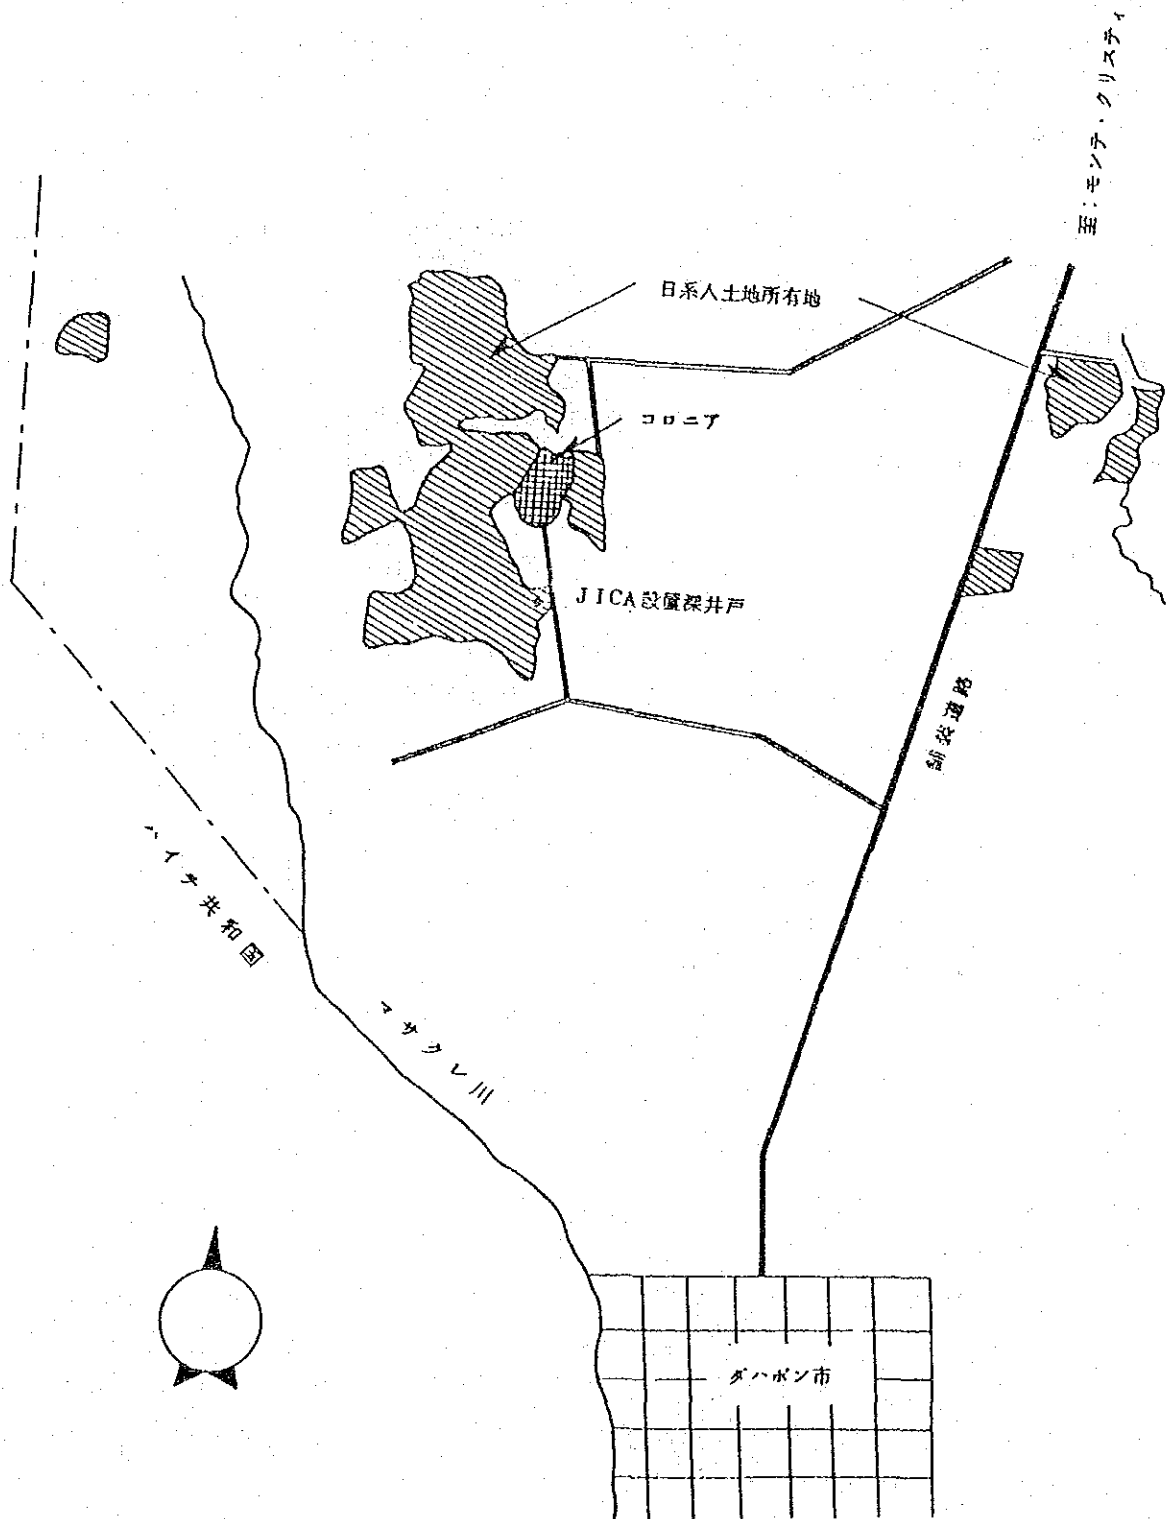 至：モンテ・クリスティ
日系人土地所有地
コロニア
JICA設置深井戸
舗装道路
ハイチ共和国
マサクレ川
ダハボン市